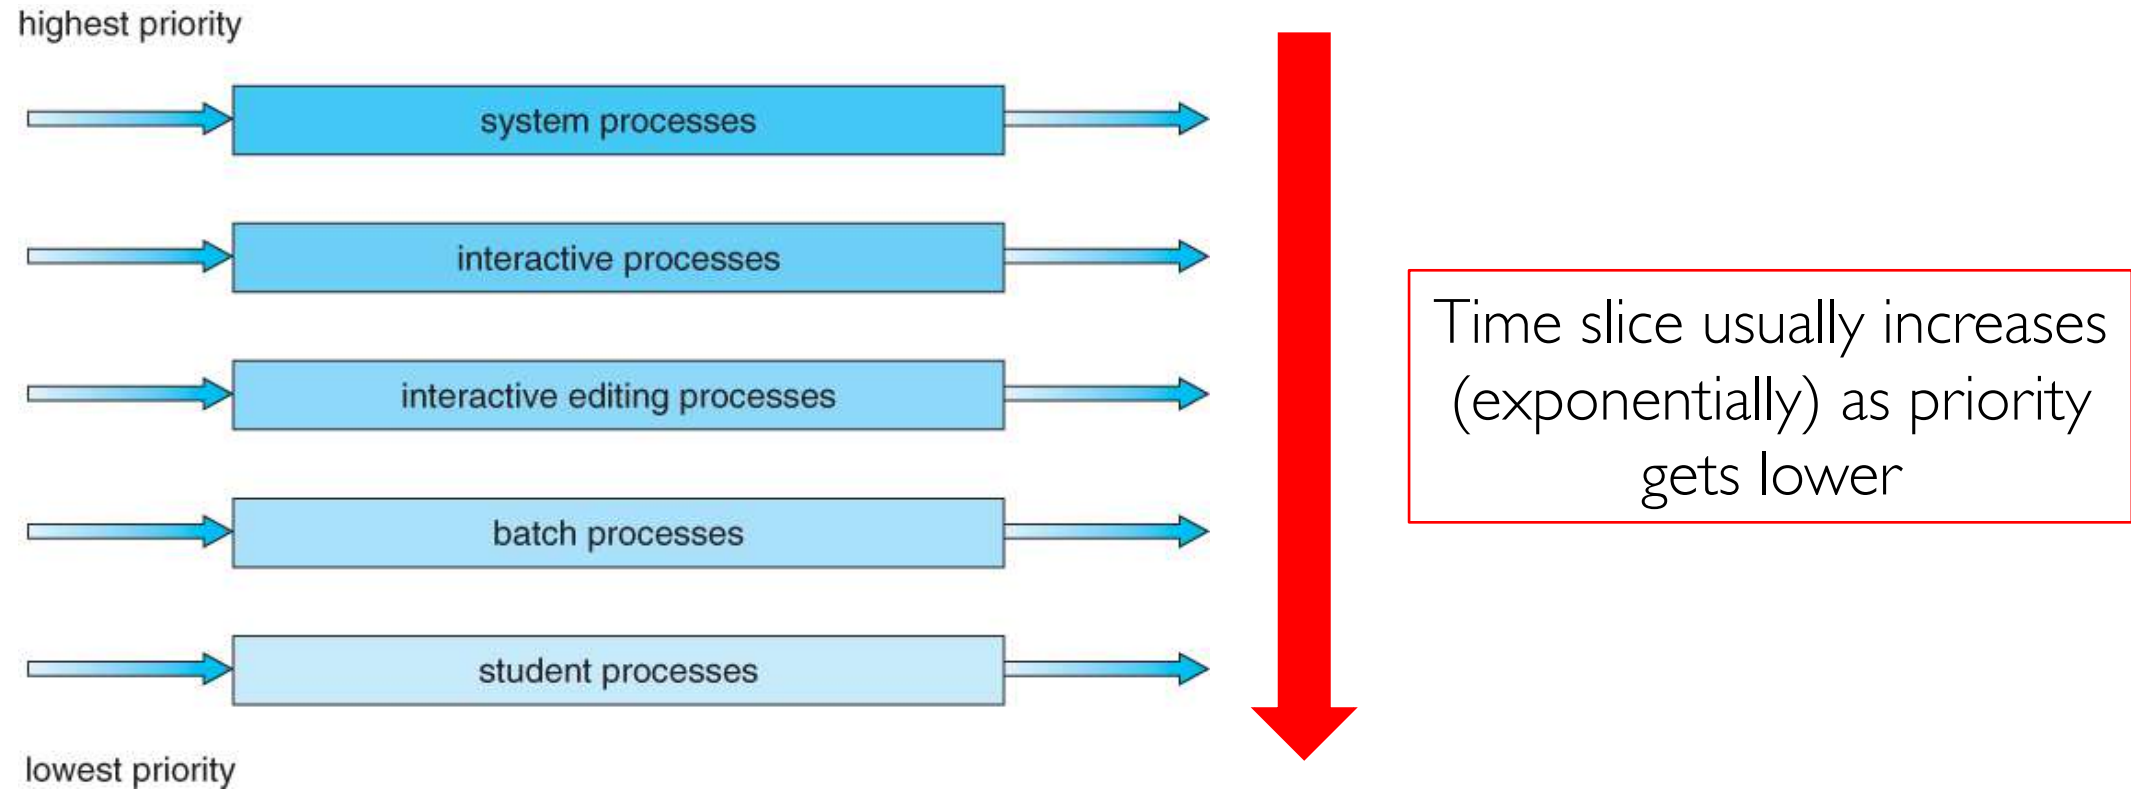 highest priority
system processes
interactive processes
interactive editing processes
batch processes
student processes
lowest priority
Time slice usually increases
(exponentially) as priority
gets lower